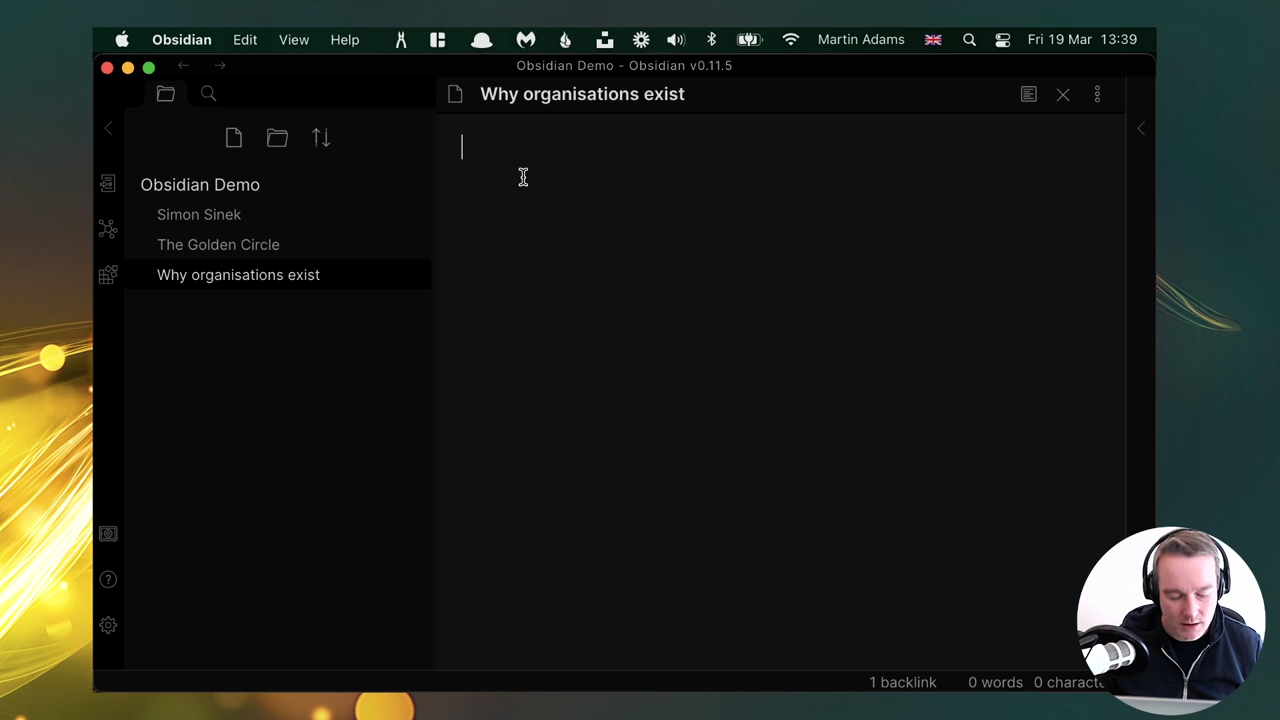 Obsidian Edit View Help Martin Adams Fri 19 Mar 13:39
Obsidian Demo - Obsidian v0.11.5
Why organisations exist
Obsidian Demo
Simon Sinek
The Golden Circle
Why organisations exist
1 backlink 0 words 0